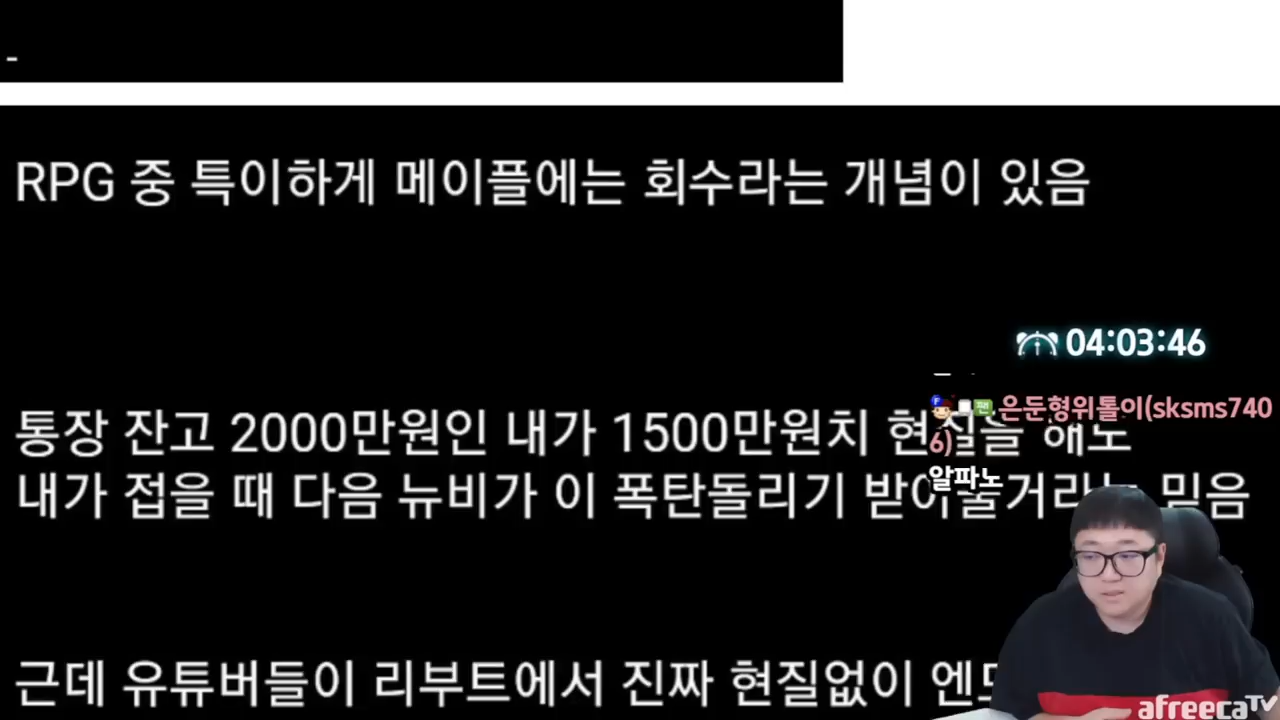 -
RPG 중 특이하게 메이플에는 회수라는 개념이 있음
04:03:46
팬 은둔형위톨이(sksms740
6)
알파노
통장 잔고 2000만원인 내가 1500만원치 현질을 해도
내가 접을 때 다음 뉴비가 이 폭탄돌리기 받아줄거라는 믿음
근데 유튜버들이 리부트에서 진짜 현질없이
afreecaTV